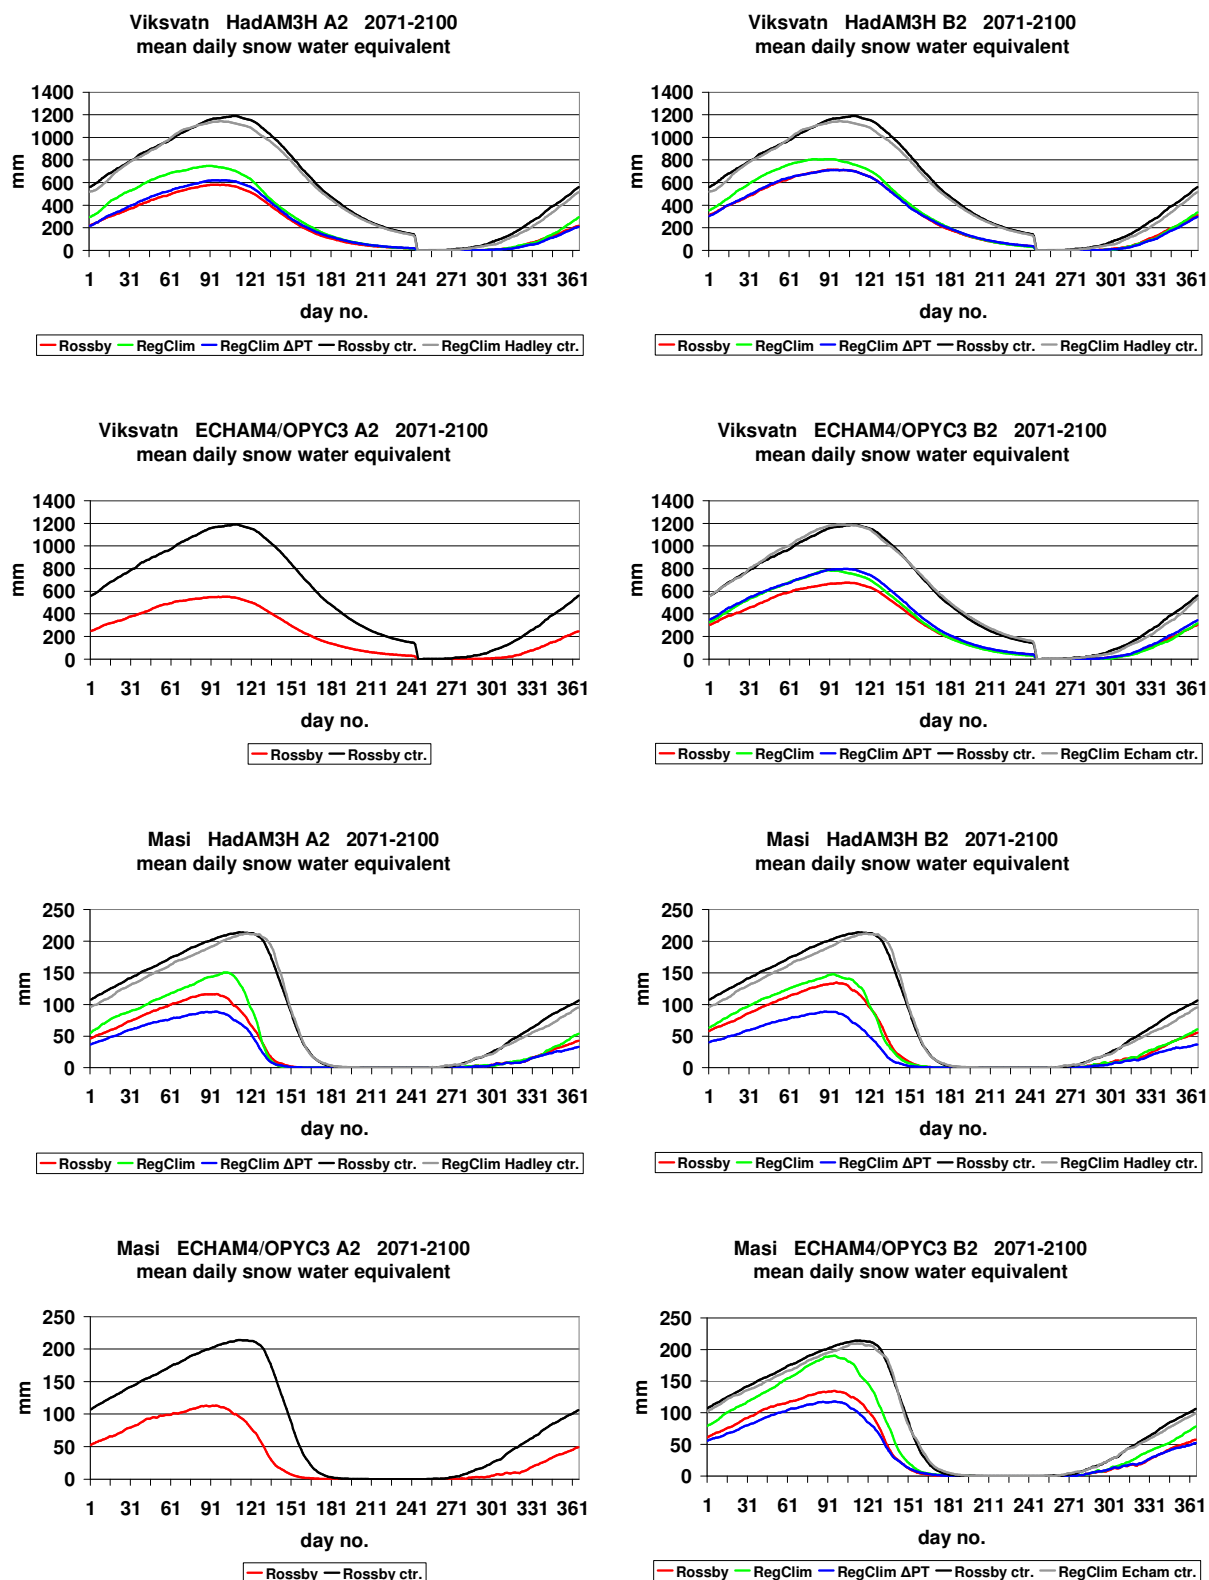 Viksvatn HadAM3H A2 2071-2100
mean daily snow water equivalent
1400
1200
1000
800
600
400
200
0
mm
1 31 61 91 121 151 181 211 241 271 301 331 361
day no.
Rossby RegClim RegClim ΔPT Rossby ctr. RegClim Hadley ctr.
Viksvatn HadAM3H B2 2071-2100
mean daily snow water equivalent
1400
1200
1000
800
600
400
200
0
mm
1 31 61 91 121 151 181 211 241 271 301 331 361
day no.
Rossby RegClim RegClim ΔPT Rossby ctr. RegClim Hadley ctr.
Viksvatn ECHAM4/OPYC3 A2 2071-2100
mean daily snow water equivalent
1400
1200
1000
800
600
400
200
0
mm
1 31 61 91 121 151 181 211 241 271 301 331 361
day no.
Rossby Rossby ctr.
Viksvatn ECHAM4/OPYC3 B2 2071-2100
mean daily snow water equivalent
1400
1200
1000
800
600
400
200
0
mm
1 31 61 91 121 151 181 211 241 271 301 331 361
day no.
Rossby RegClim RegClim ΔPT Rossby ctr. RegClim Echam ctr.
Masi HadAM3H A2 2071-2100
mean daily snow water equivalent
250
200
150
100
50
0
mm
1 31 61 91 121 151 181 211 241 271 301 331 361
day no.
Rossby RegClim RegClim ΔPT Rossby ctr. RegClim Hadley ctr.
Masi HadAM3H B2 2071-2100
mean daily snow water equivalent
250
200
150
100
50
0
mm
1 31 61 91 121 151 181 211 241 271 301 331 361
day no.
Rossby RegClim RegClim ΔPT Rossby ctr. RegClim Hadley ctr.
Masi ECHAM4/OPYC3 A2 2071-2100
mean daily snow water equivalent
250
200
150
100
50
0
mm
1 31 61 91 121 151 181 211 241 271 301 331 361
day no.
Rossby Rossby ctr.
Masi ECHAM4/OPYC3 B2 2071-2100
mean daily snow water equivalent
250
200
150
100
50
0
mm
1 31 61 91 121 151 181 211 241 271 301 331 361
day no.
Rossby RegClim RegClim ΔPT Rossby ctr. RegClim Echam ctr.